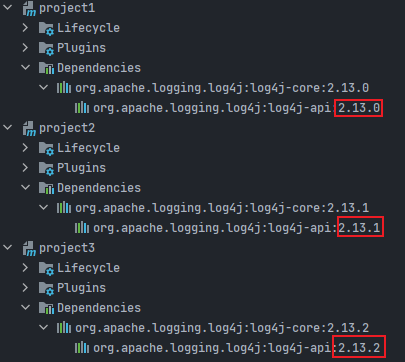 project1
Lifecycle
Plugins
Dependencies
org.apache.logging.log4j:log4j-core:2.13.0
org.apache.logging.log4j:log4j-api:2.13.0
project2
Lifecycle
Plugins
Dependencies
org.apache.logging.log4j:log4j-core:2.13.1
org.apache.logging.log4j:log4j-api:2.13.1
project3
Lifecycle
Plugins
Dependencies
org.apache.logging.log4j:log4j-core:2.13.2
org.apache.logging.log4j:log4j-api:2.13.2